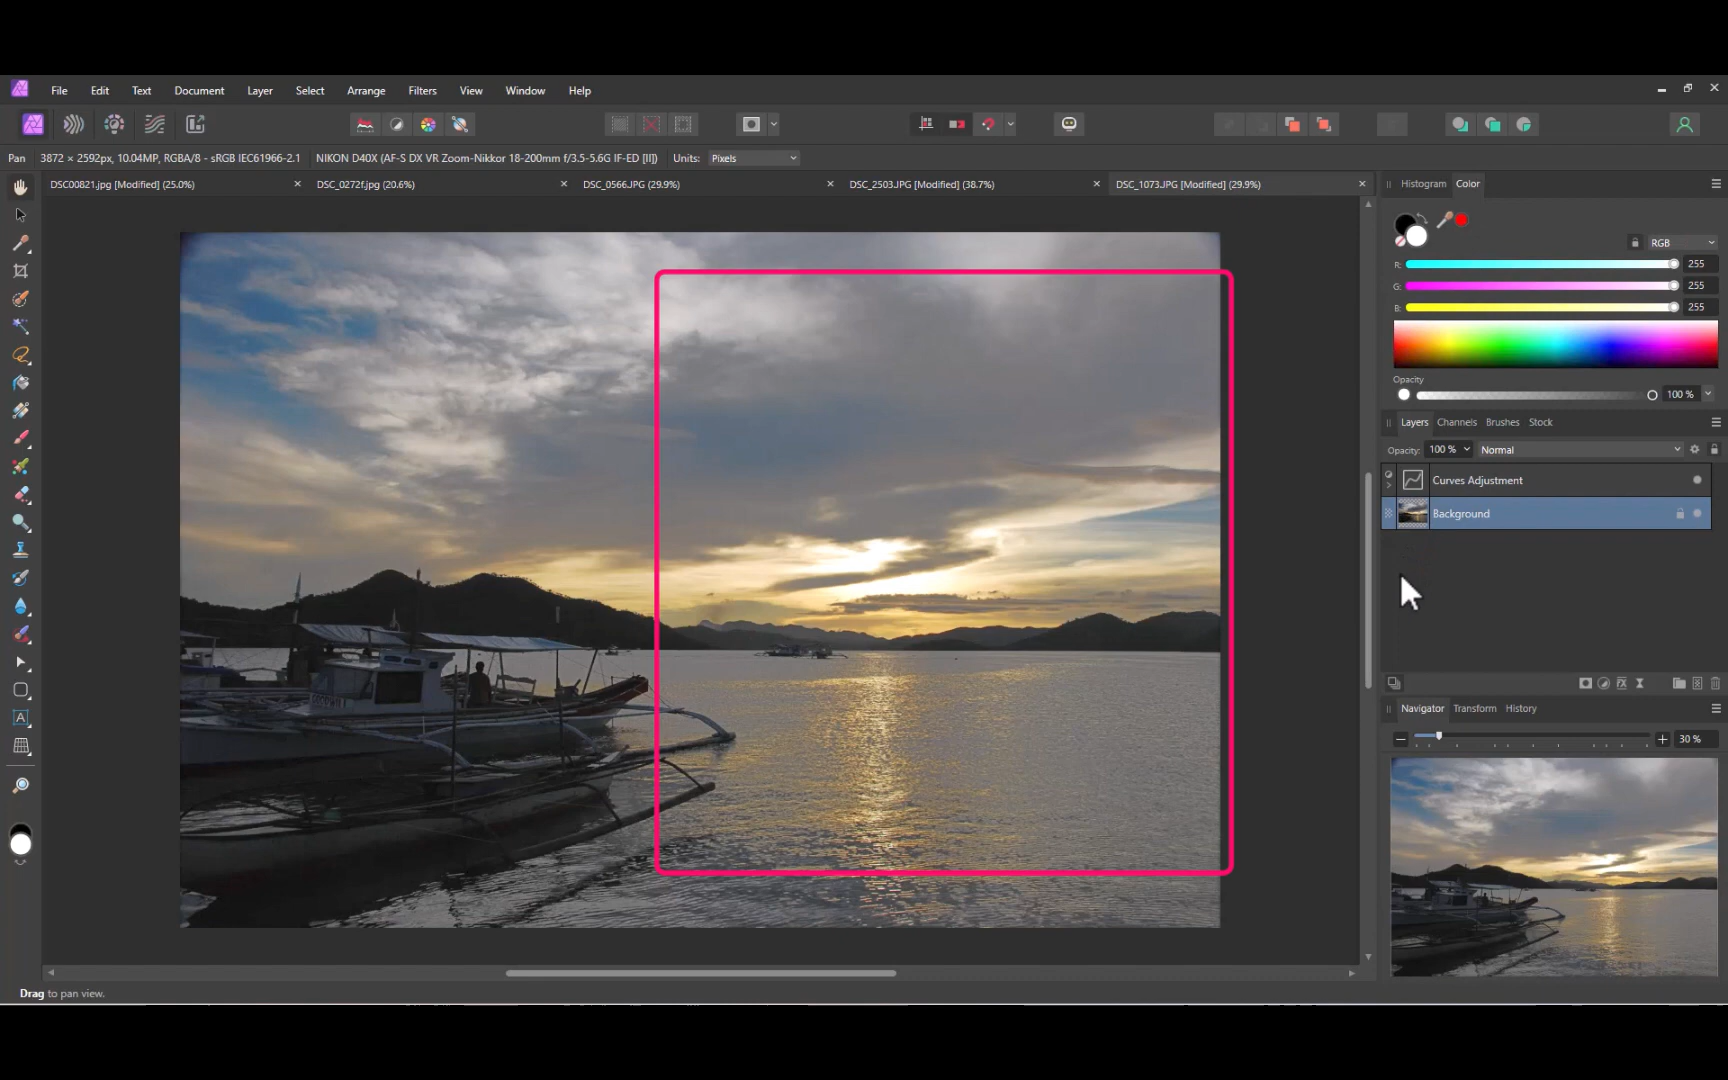 File Edit Text Document Layer Select Arrange Filters View Window Help
Pan 3872 × 2592px, 10.04MP, RGBA/8 - sRGB IEC61966-2.1 NIKON D40X (AF-S DX VR Zoom-Nikkor 18-200mm f/3.5-5.6G IF-ED [II]) Units: Pixels
DSC00821.jpg [Modified] (25.0%) DSC_0272f.jpg (20.6%) DSC_0566.JPG (29.9%) DSC_2503.JPG [Modified] (38.7%) DSC_1073.JPG [Modified] (29.9%)
Histogram Color
RGB
R: 255
G: 255
B: 255
Opacity
100 %
Layers Channels Brushes Stock
Opacity: 100 % Normal
Curves Adjustment
Background
Navigator Transform History
30 %
Drag to pan view.